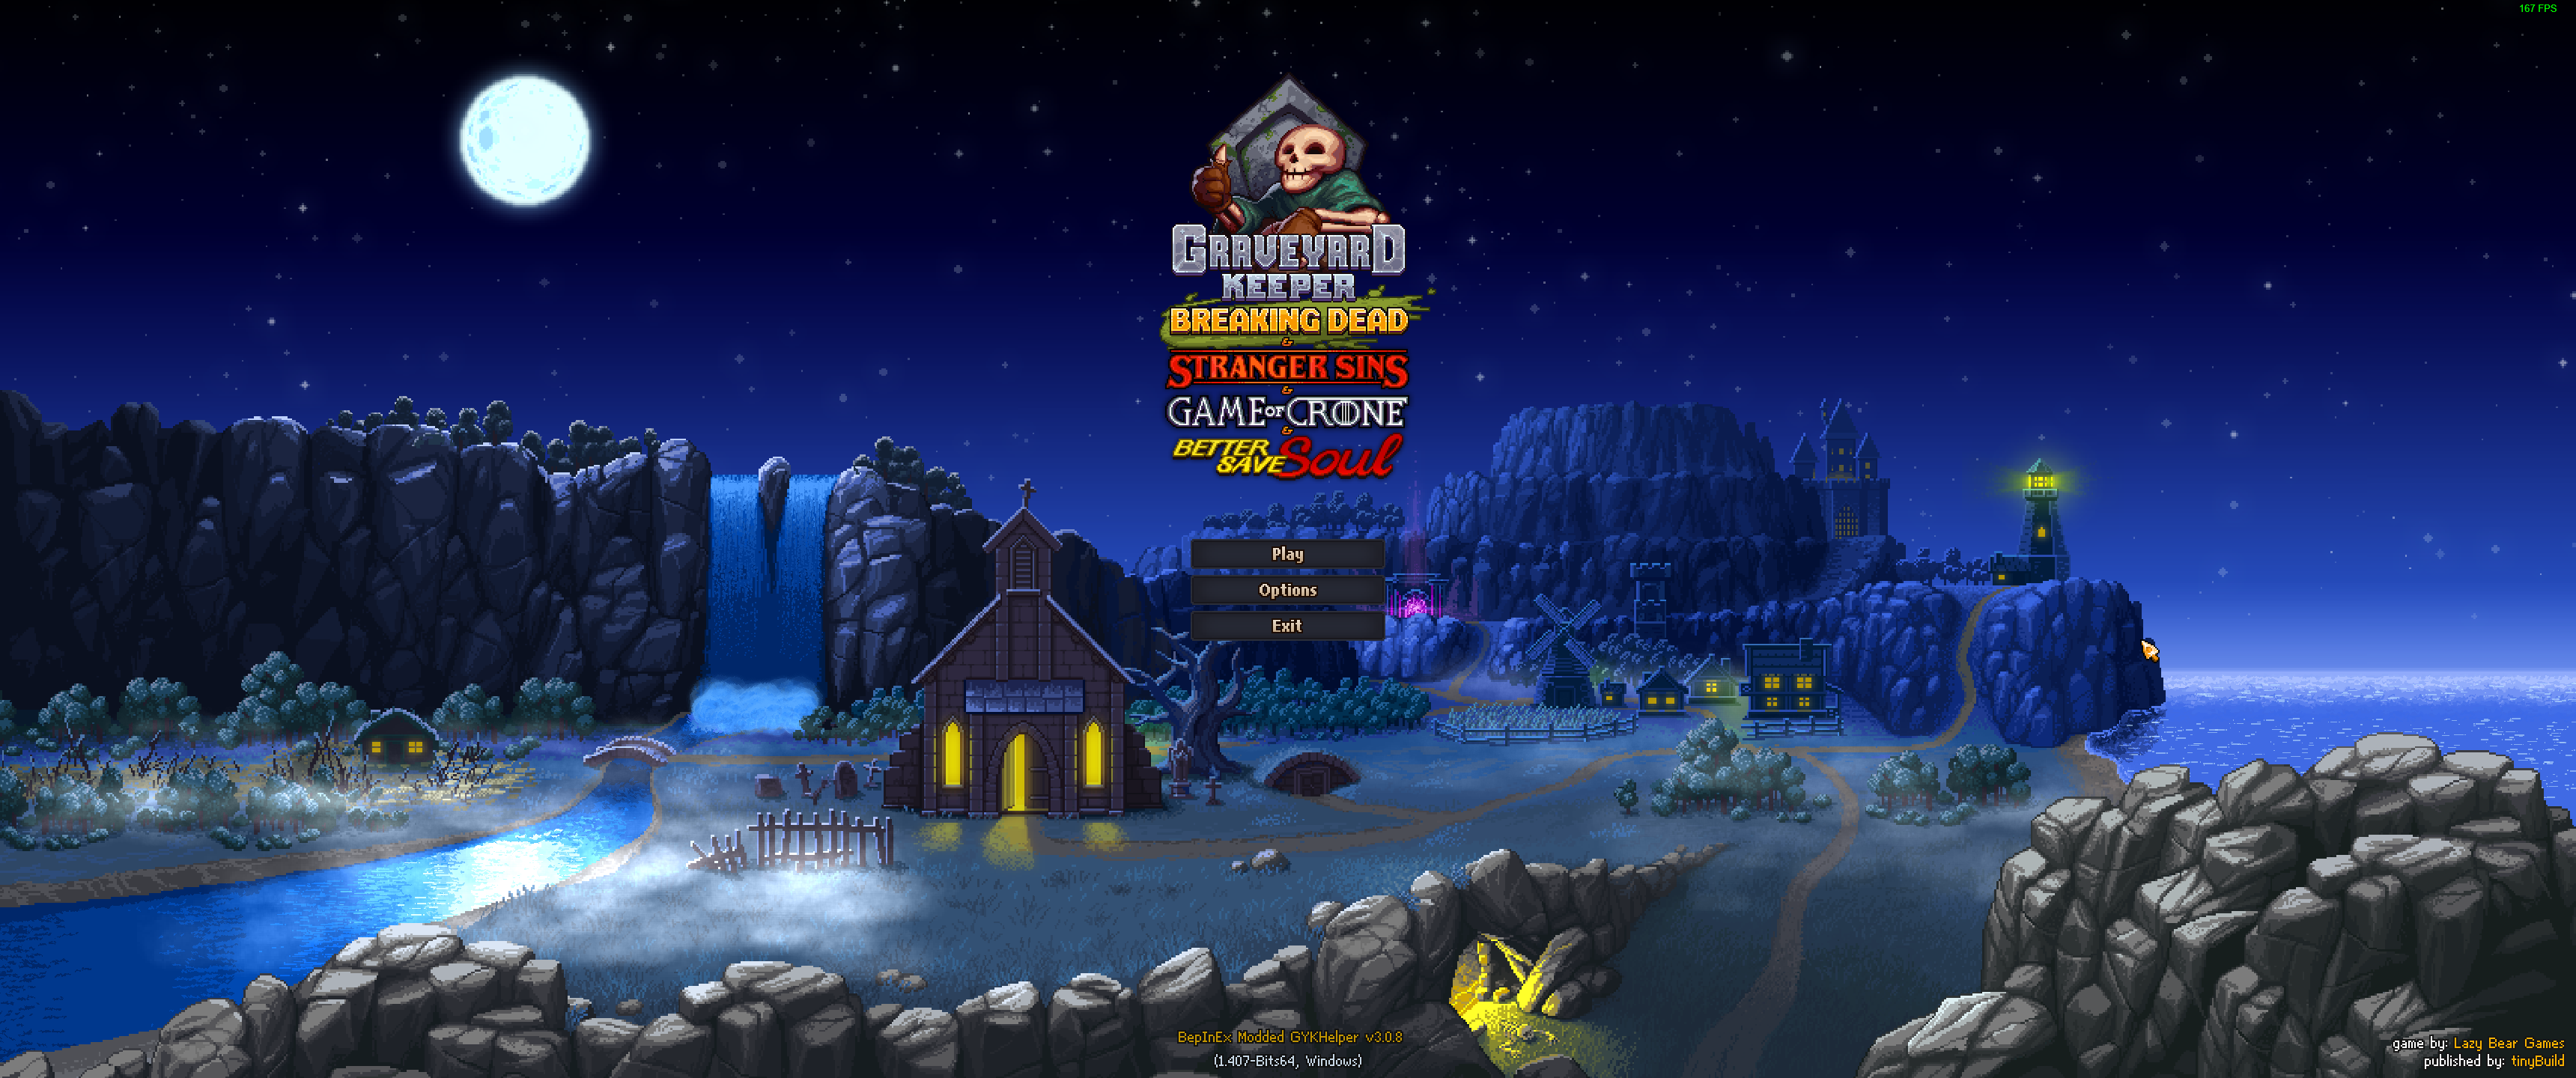 167 FPS
GRAVEYARD
KEEPER
BREAKING DEAD
&
STRANGER SINS
&
GAME OF CRONE
&
BETTER
SAVE Soul
Play
Options
Exit
BepInEx Modded GYKHelper v3.0.8
(1.407-Bits64, Windows)
game by: Lazy Bear Games
published by: tinyBuild